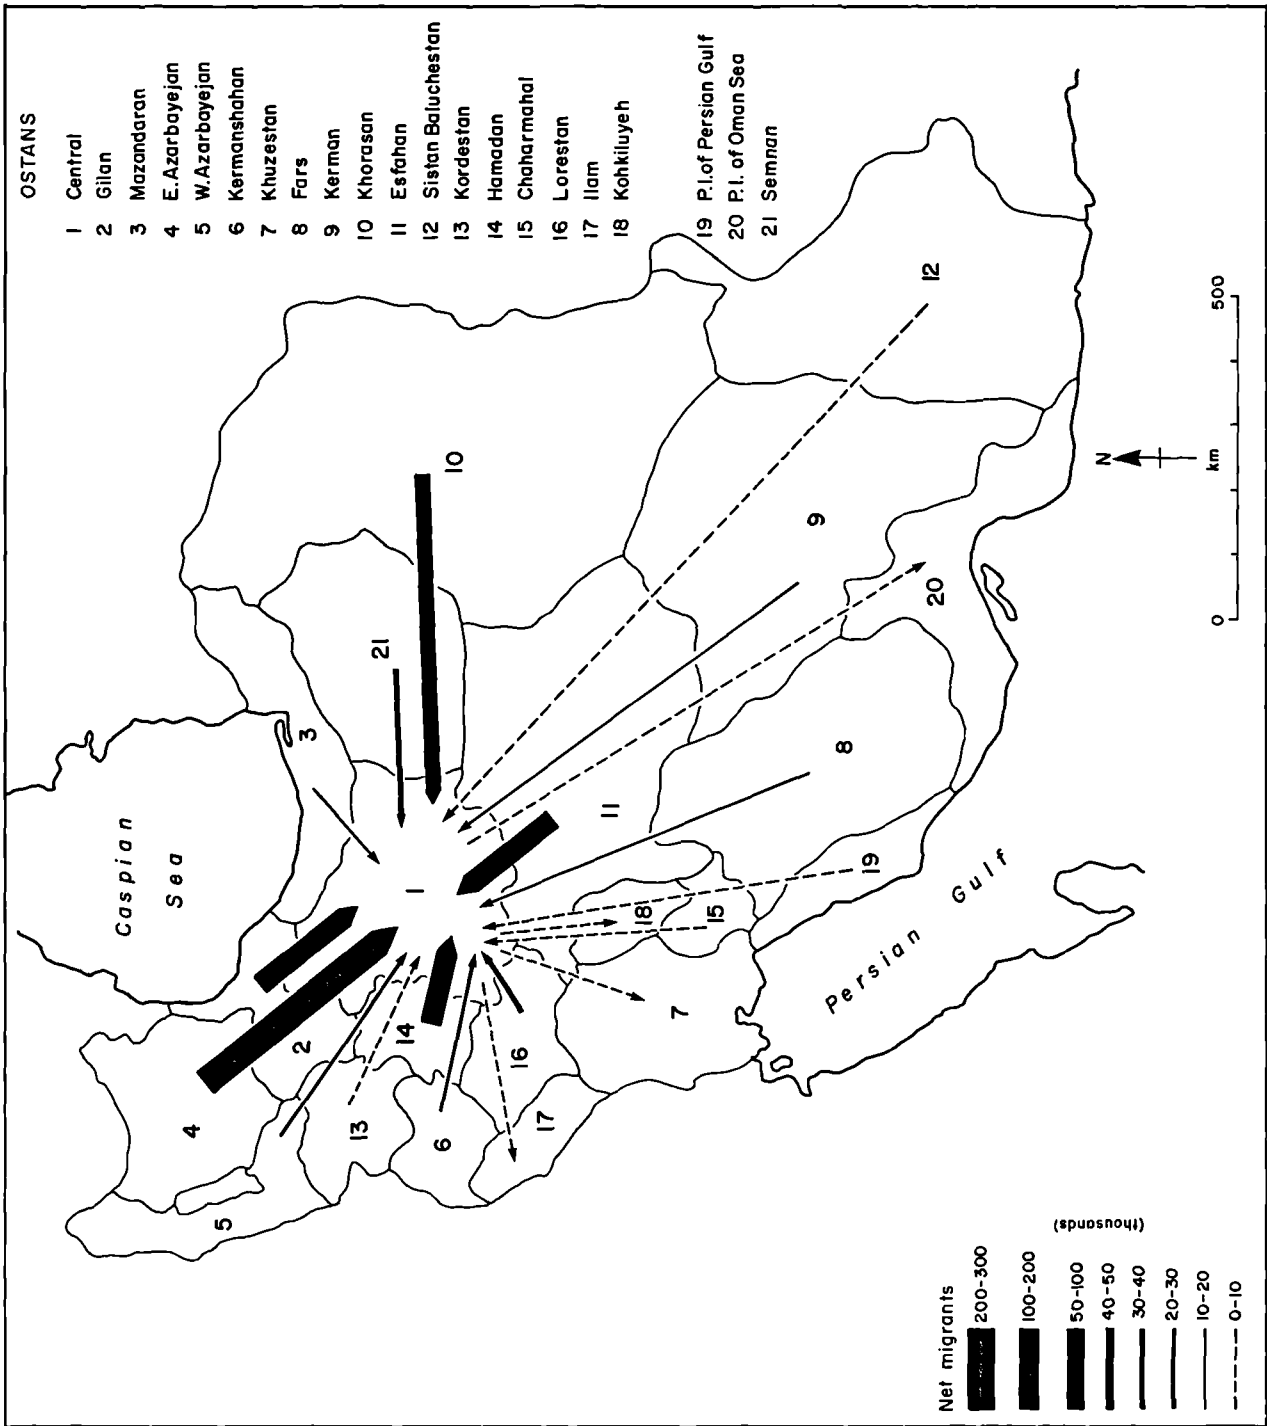 OSTANS
1 Central
2 Gilan
3 Mazandaran
4 E.Azarbayejan
5 W.Azarbayejan
6 Kermanshahan
7 Khuzestan
8 Fars
9 Kerman
10 Khorasan
11 Esfahan
12 Sistan Baluchestan
13 Kordestan
14 Hamadan
15 Chaharmahal
16 Lorestan
17 Ilam
18 Kohkiluyeh
19 P.I. of Persian Gulf
20 P.I. of Oman Sea
21 Semnan
Caspian
Sea
4
5
2
3
13
14
6
1
21
10
17
16
11
7
18
15
19
8
9
20
12
Persian Gulf
N
0
km
500
Net migrants
200-300
100-200
50-100
40-50
30-40
20-30
10-20
0-10
(thousands)